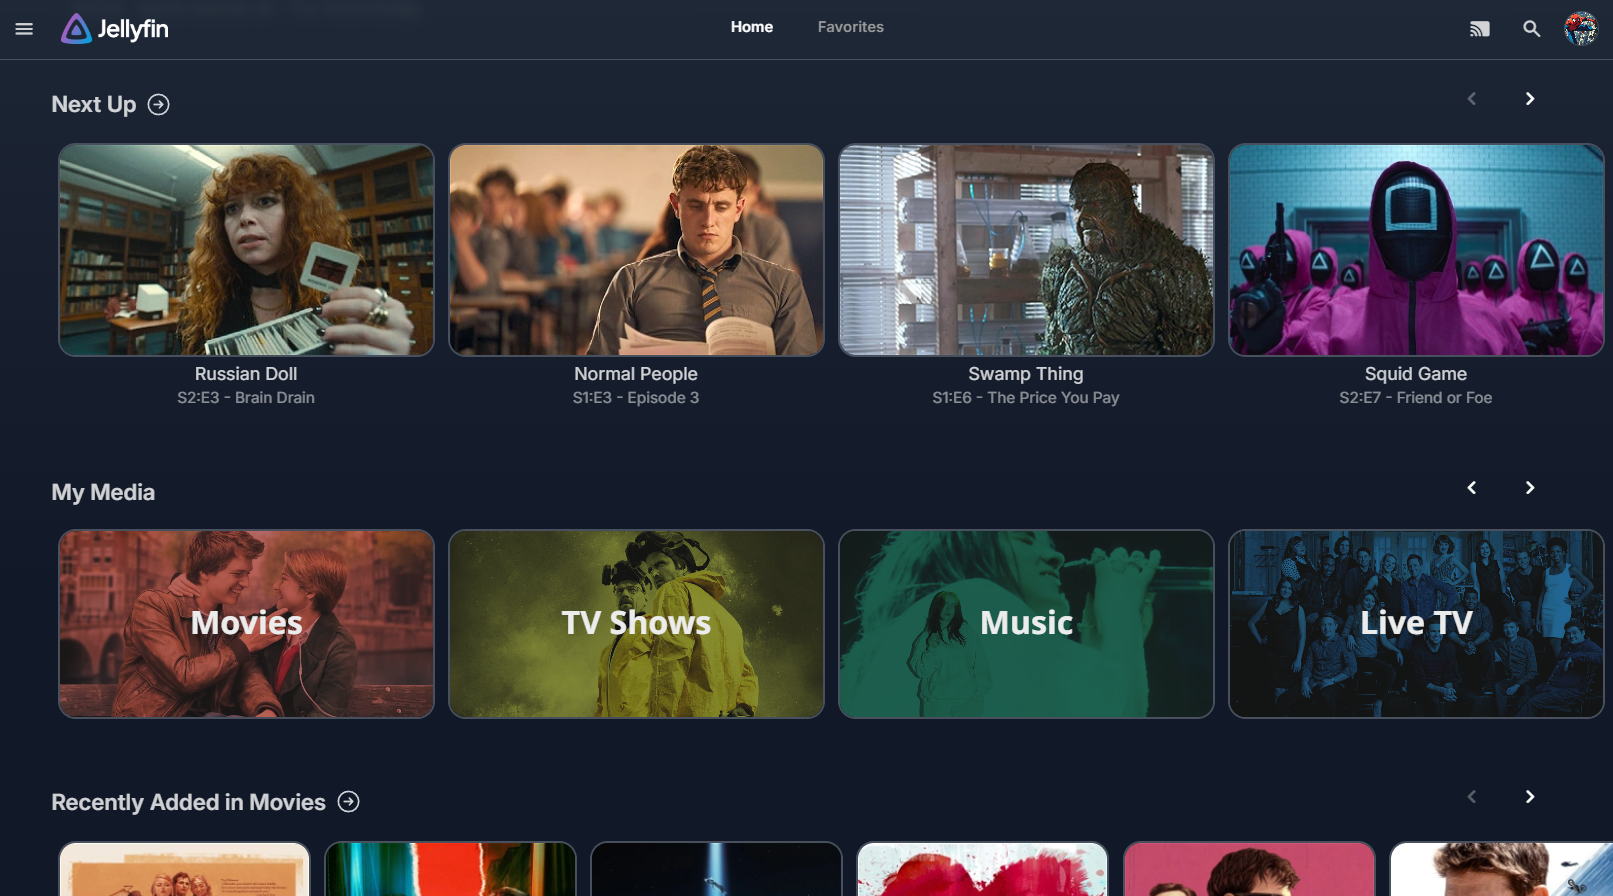 Jellyfin
Home
Favorites
Next Up
Russian Doll
S2:E3 - Brain Drain
Normal People
S1:E3 - Episode 3
Swamp Thing
S1:E6 - The Price You Pay
Squid Game
S2:E7 - Friend or Foe
My Media
Movies
TV Shows
Music
Live TV
Recently Added in Movies